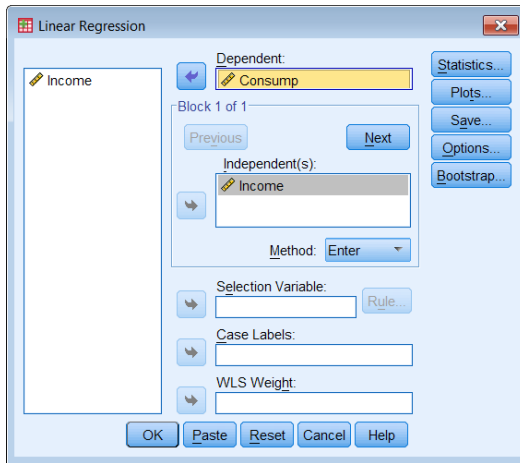 Linear Regression
Income
Dependent:
Consump
Block 1 of 1
Previous
Next
Independent(s):
Income
Method:
Enter
Selection Variable:
Rule...
Case Labels:
WLS Weight:
Statistics...
Plots...
Save...
Options...
Bootstrap...
OK
Paste
Reset
Cancel
Help